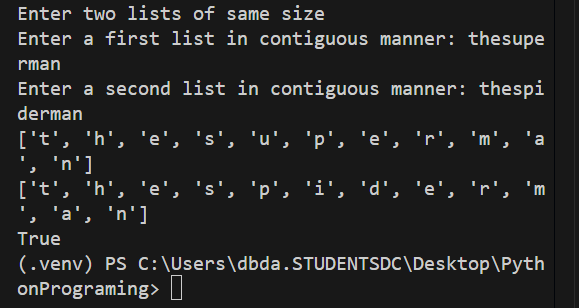 Enter two lists of same size
Enter a first list in contiguous manner: thesupe
rman
Enter a second list in contiguous manner: thespi
derman
['t', 'h', 'e', 's', 'u', 'p', 'e', 'r', 'm', 'a
', 'n']
['t', 'h', 'e', 's', 'p', 'i', 'd', 'e', 'r', 'm
', 'a', 'n']
True
(.venv) PS C:\Users\dbda.STUDENTSDC\Desktop\Pyth
onPrograming>